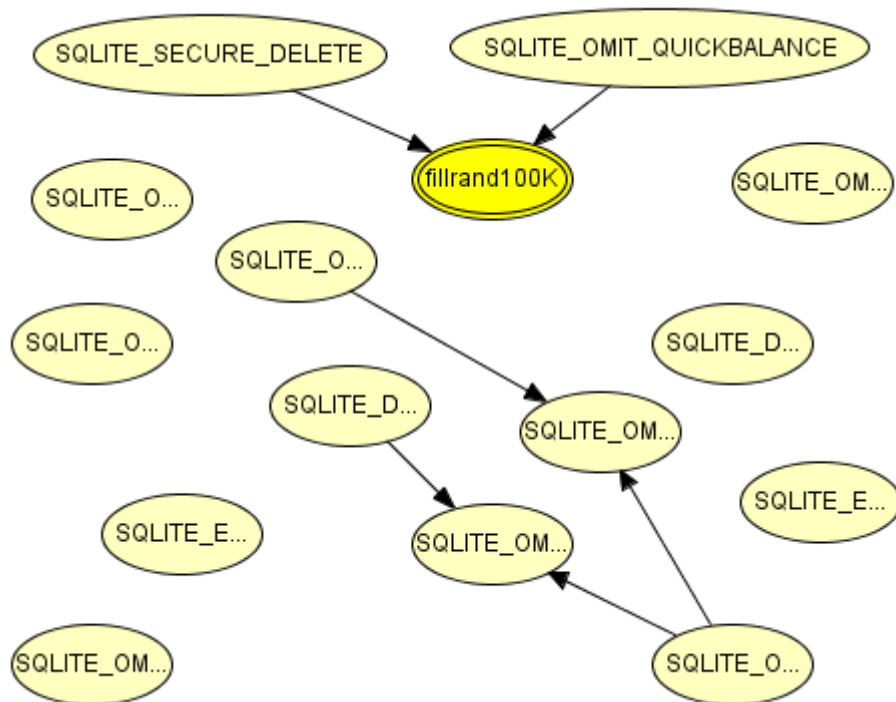 SQLITE_SECURE_DELETE
SQLITE_OMIT_QUICKBALANCE
fillrand100K
SQLITE_O...
SQLITE_OM...
SQLITE_O...
SQLITE_O...
SQLITE_D...
SQLITE_D...
SQLITE_OM...
SQLITE_E...
SQLITE_E...
SQLITE_OM...
SQLITE_OM...
SQLITE_O...